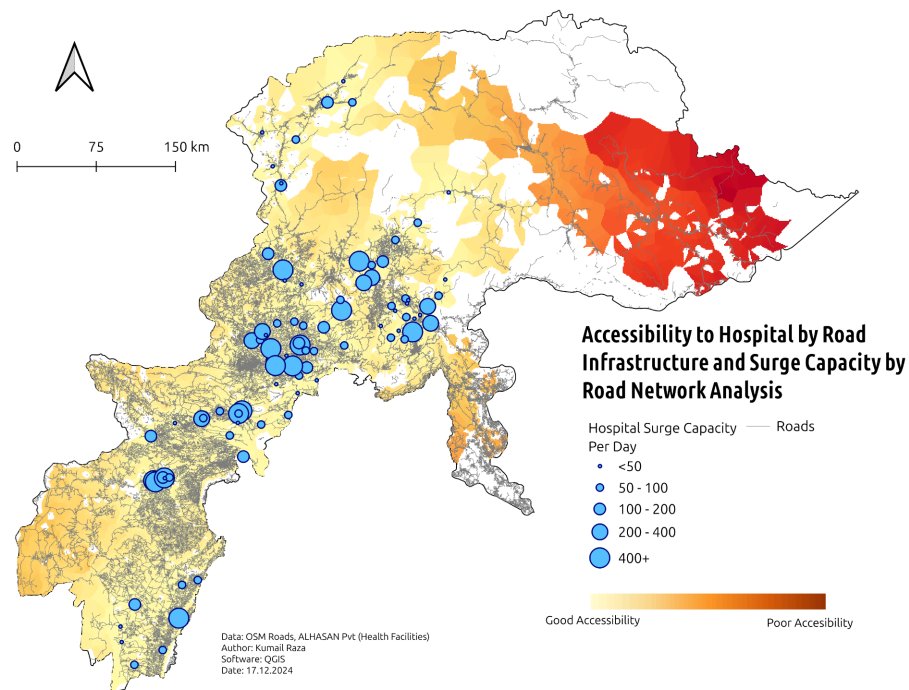 0 75 150 km
Accessibility to Hospital by Road
Infrastructure and Surge Capacity by
Road Network Analysis
Hospital Surge Capacity
Per Day
Roads
<50
50 - 100
100 - 200
200 - 400
400+
Good Accessibility
Poor Accesibility
Data: OSM Roads, ALHASAN Pvt (Health Facilities)
Author: Kumail Raza
Software: QGIS
Date: 17.12.2024